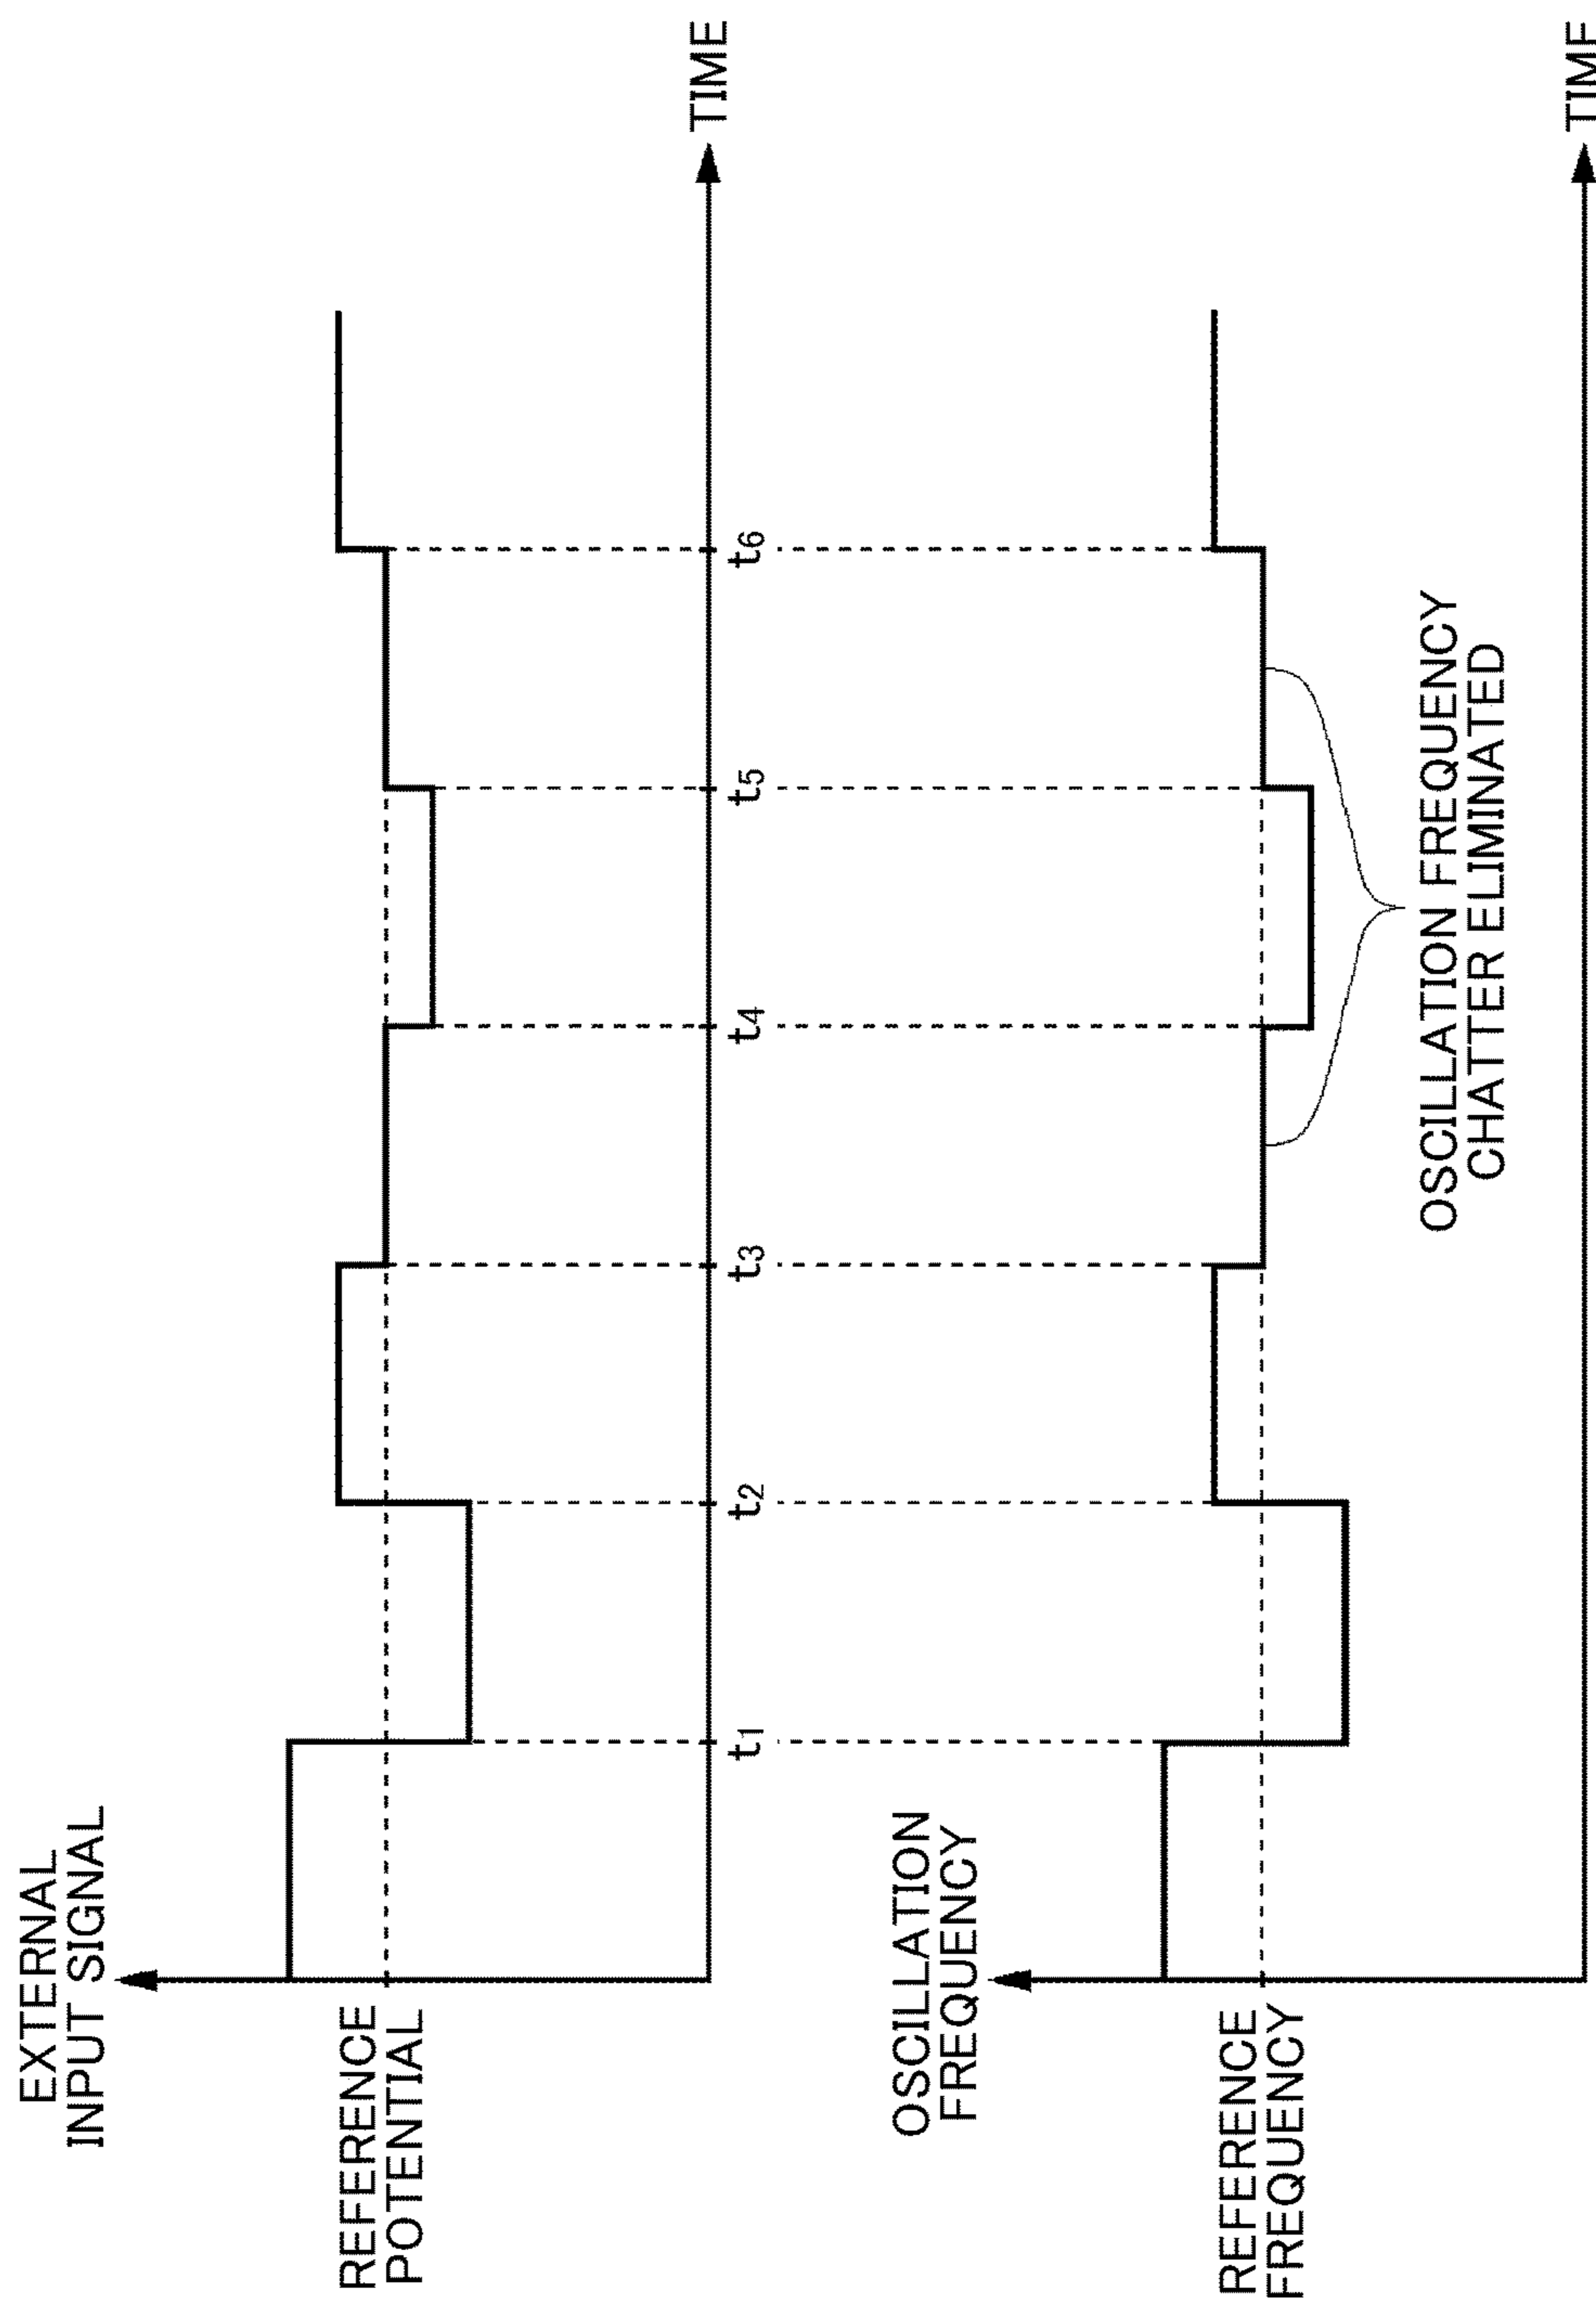 EXTERNAL
INPUT SIGNAL
REFERENCE
POTENTIAL
t1
t2
t3
t4
t5
t6
TIME
OSCILLATION
FREQUENCY
REFERENCE
FREQUENCY
OSCILLATION FREQUENCY
CHATTER ELIMINATED
TIME